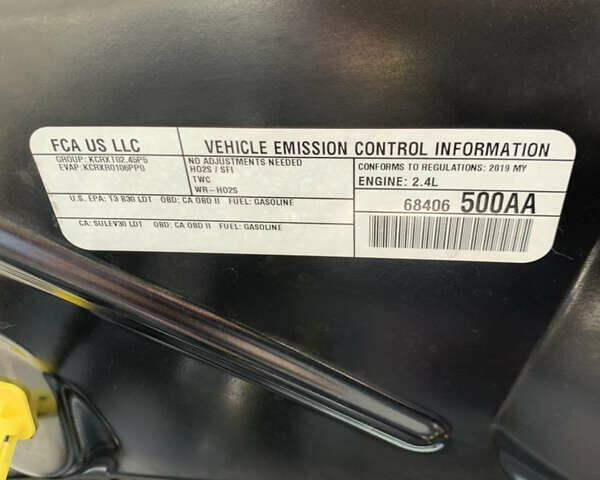 FCA US LLC
GROUP: KCRXT02.45P5
EVAP: KCRXR0106PP0
VEHICLE EMISSION CONTROL INFORMATION
NO ADJUSTMENTS NEEDED
HO2S / SFI
TWC
WR-HO2S
CONFORMS TO REGULATIONS: 2019 MY
ENGINE: 2.4L
U.S. EPA: T3 B30 LDT OBD: CA OBD II FUEL: GASOLINE
CA: SULEV30 LDT OBD: CA OBD II FUEL: GASOLINE
68406 500AA